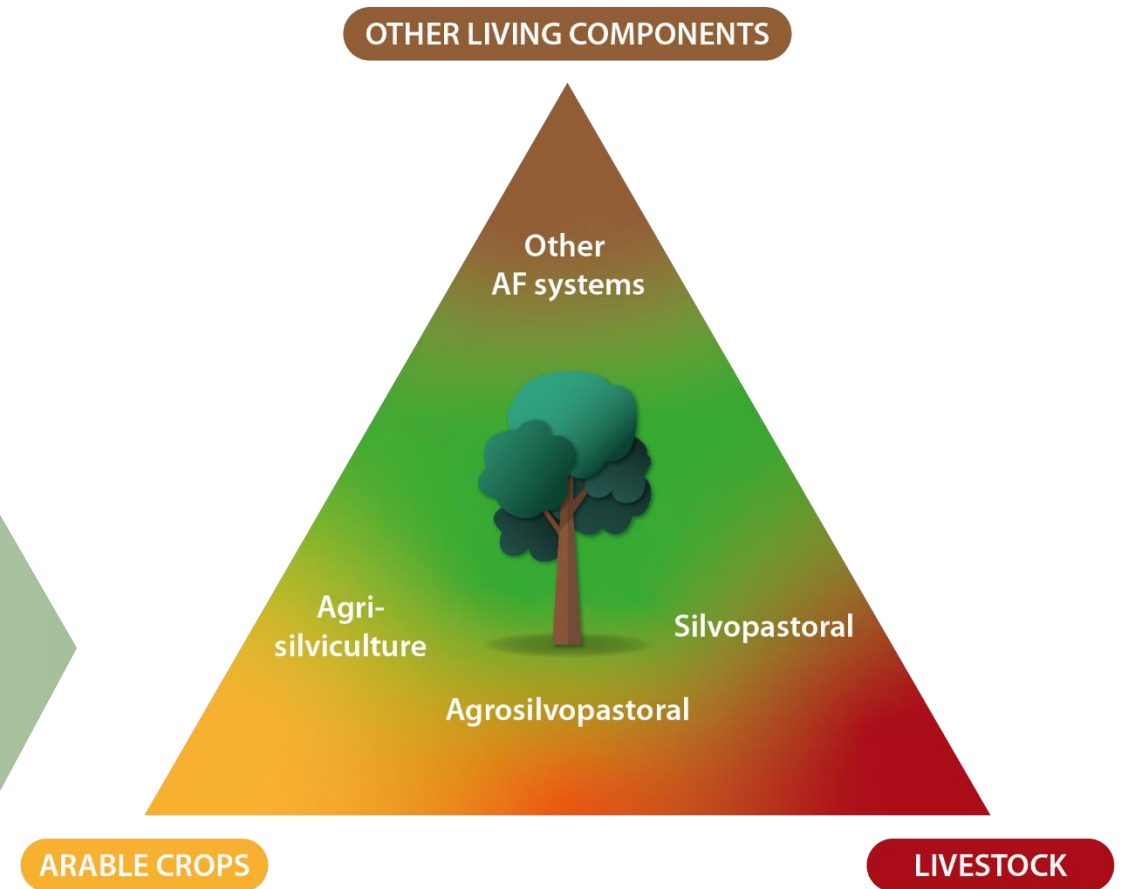 OTHER LIVING COMPONENTS
Other
AF systems
Agri-
silviculture
Silvopastoral
Agrosilvopastoral
ARABLE CROPS
LIVESTOCK